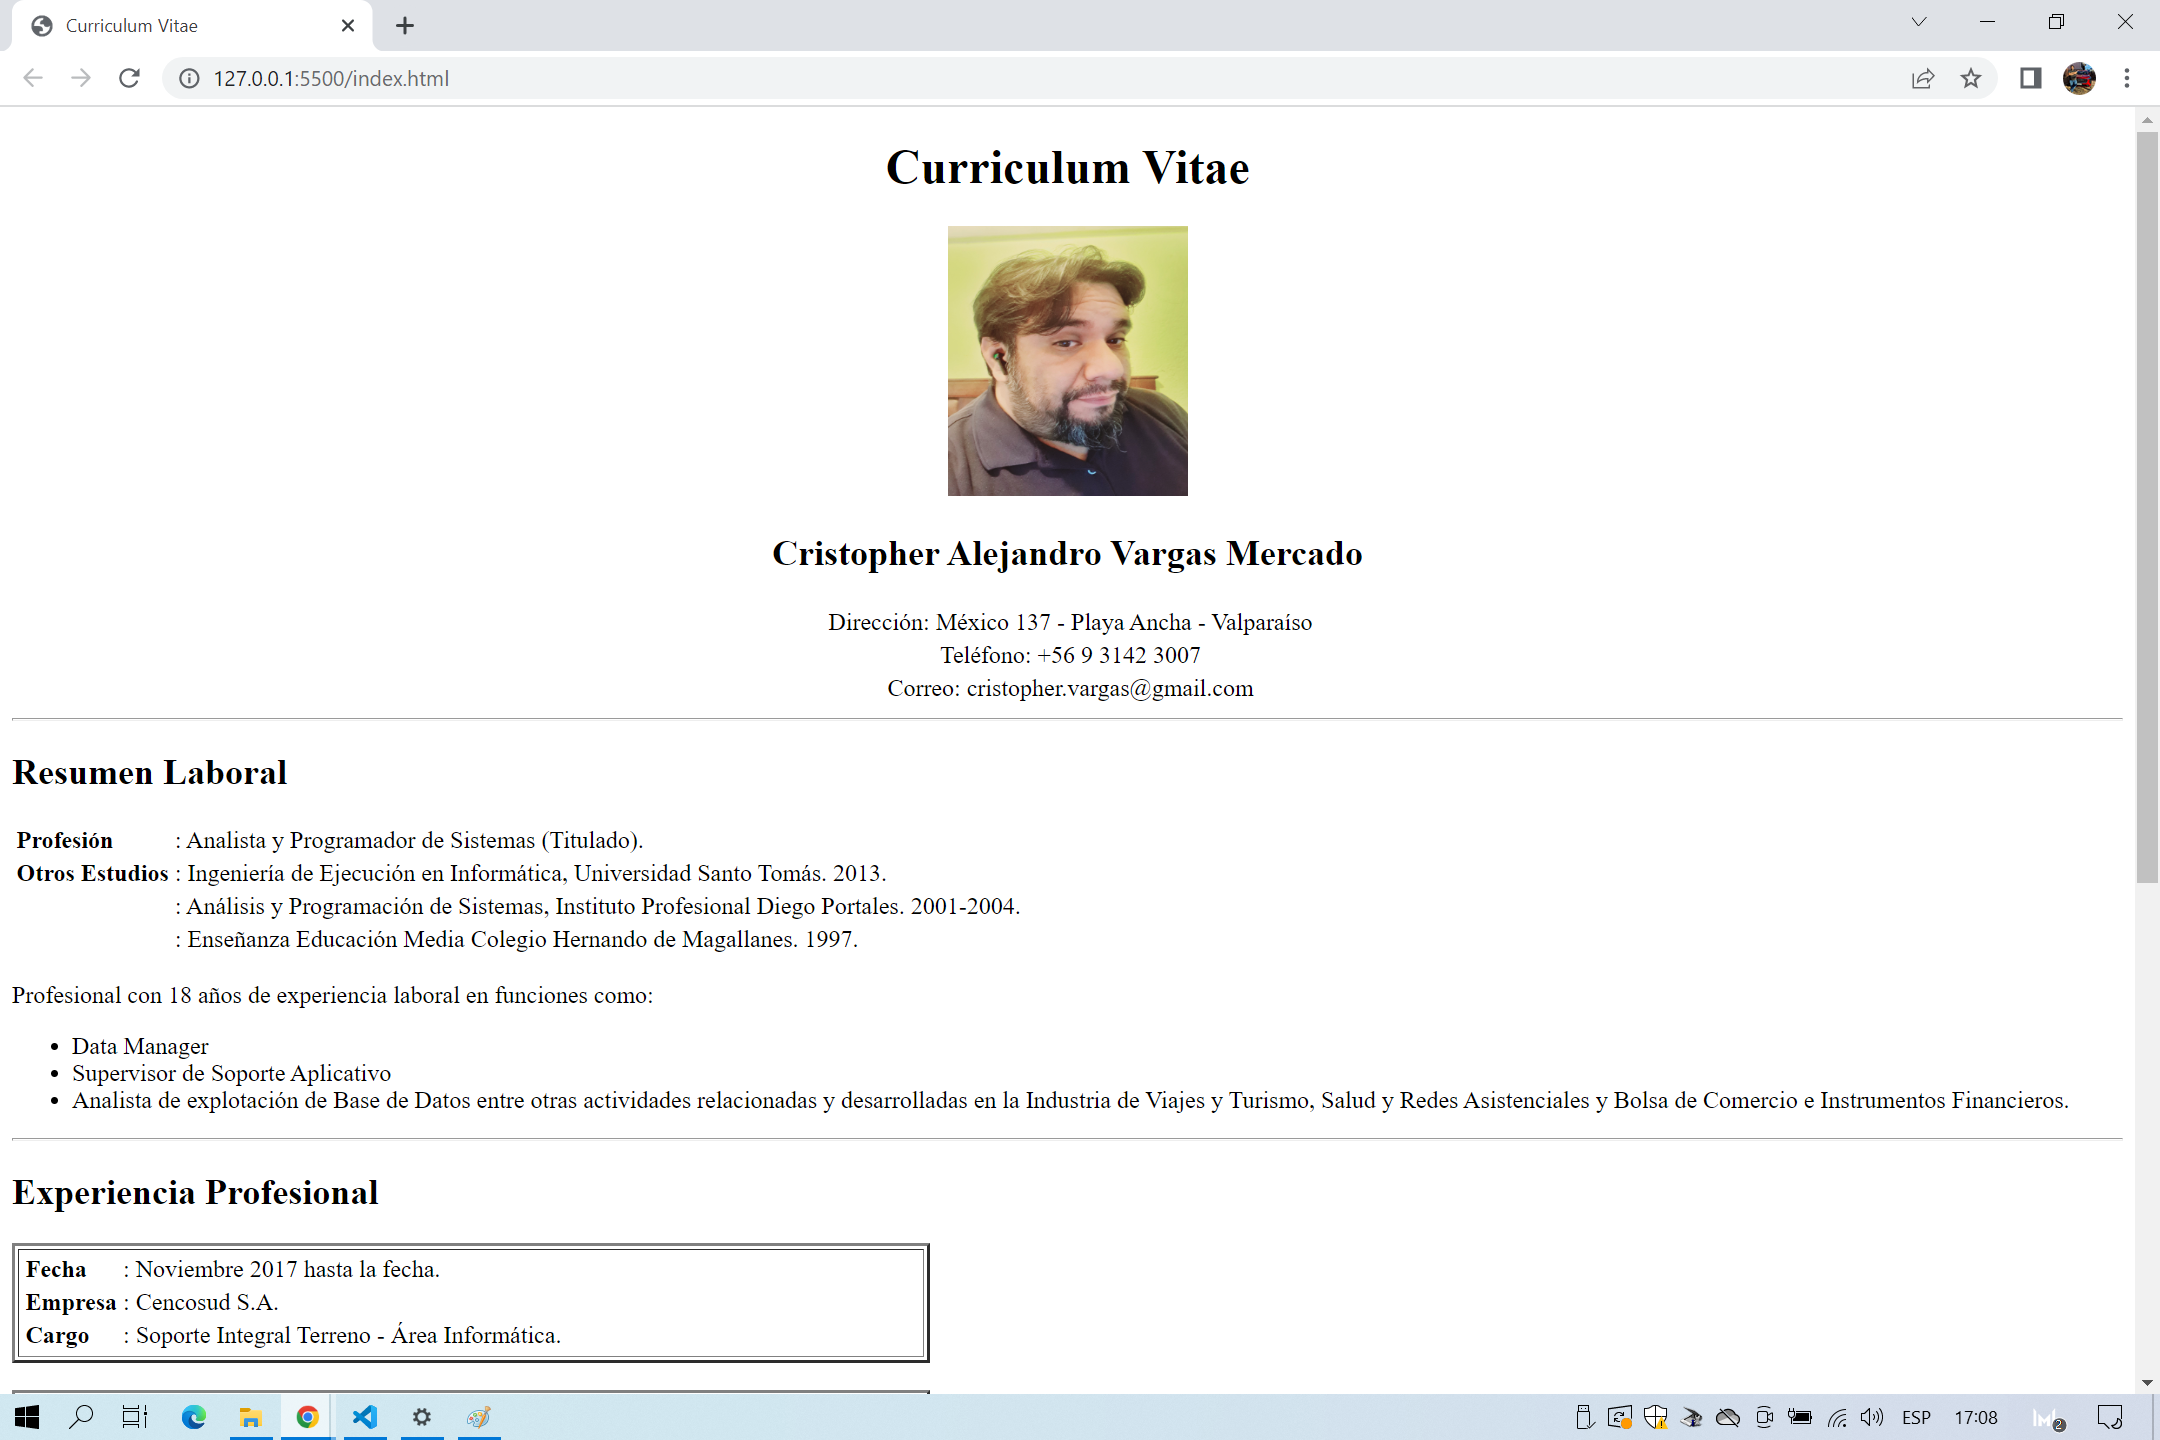 Curriculum Vitae
127.0.0.1:5500/index.html
Curriculum Vitae
Cristopher Alejandro Vargas Mercado
Dirección: México 137 - Playa Ancha - Valparaíso
Teléfono: +56 9 3142 3007
Correo: cristopher.vargas@gmail.com
Resumen Laboral
Profesión : Analista y Programador de Sistemas (Titulado).
Otros Estudios : Ingeniería de Ejecución en Informática, Universidad Santo Tomás. 2013.
: Análisis y Programación de Sistemas, Instituto Profesional Diego Portales. 2001-2004.
: Enseñanza Educación Media Colegio Hernando de Magallanes. 1997.
Profesional con 18 años de experiencia laboral en funciones como:
• Data Manager
• Supervisor de Soporte Aplicativo
• Analista de explotación de Base de Datos entre otras actividades relacionadas y desarrolladas en la Industria de Viajes y Turismo, Salud y Redes Asistenciales y Bolsa de Comercio e Instrumentos Financieros.
Experiencia Profesional
Fecha : Noviembre 2017 hasta la fecha.
Empresa : Cencosud S.A.
Cargo : Soporte Integral Terreno - Área Informática.
ESP 17:08 2